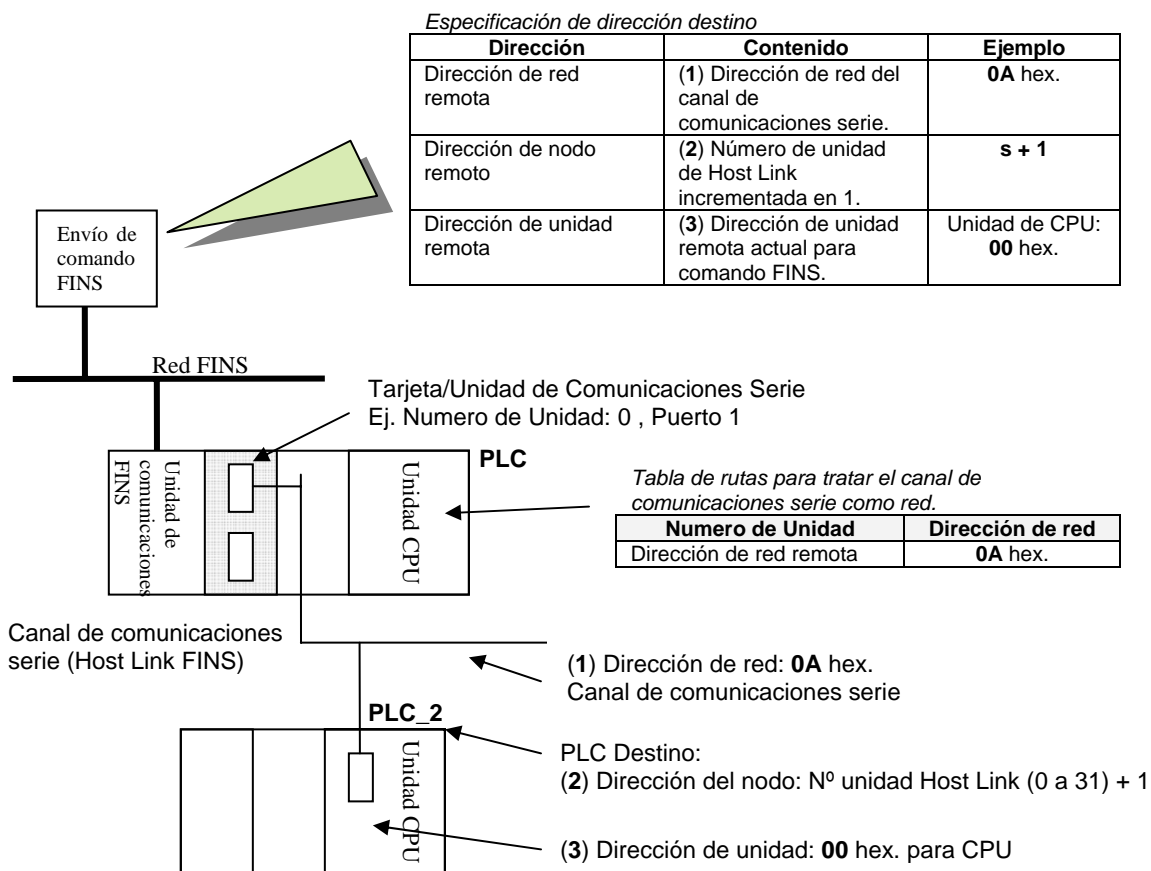 Especificación de dirección destino
Dirección Contenido Ejemplo
Dirección de red remota (1) Dirección de red del canal de comunicaciones serie. 0A hex.
Dirección de nodo remoto (2) Número de unidad de Host Link incrementada en 1. s + 1
Dirección de unidad remota (3) Dirección de unidad remota actual para comando FINS. Unidad de CPU: 00 hex.
Envío de
comando
FINS
Red FINS
Tarjeta/Unidad de Comunicaciones Serie
Ej. Numero de Unidad: 0 , Puerto 1
PLC
Unidad de
comunicaciones
FINS
Unidad CPU
Tabla de rutas para tratar el canal de
comunicaciones serie como red.
Numero de Unidad Dirección de red
Dirección de red remota 0A hex.
Canal de comunicaciones
serie (Host Link FINS)
(1) Dirección de red: 0A hex.
Canal de comunicaciones serie
PLC_2
Unidad CPU
PLC Destino:
(2) Dirección del nodo: Nº unidad Host Link (0 a 31) + 1
(3) Dirección de unidad: 00 hex. para CPU